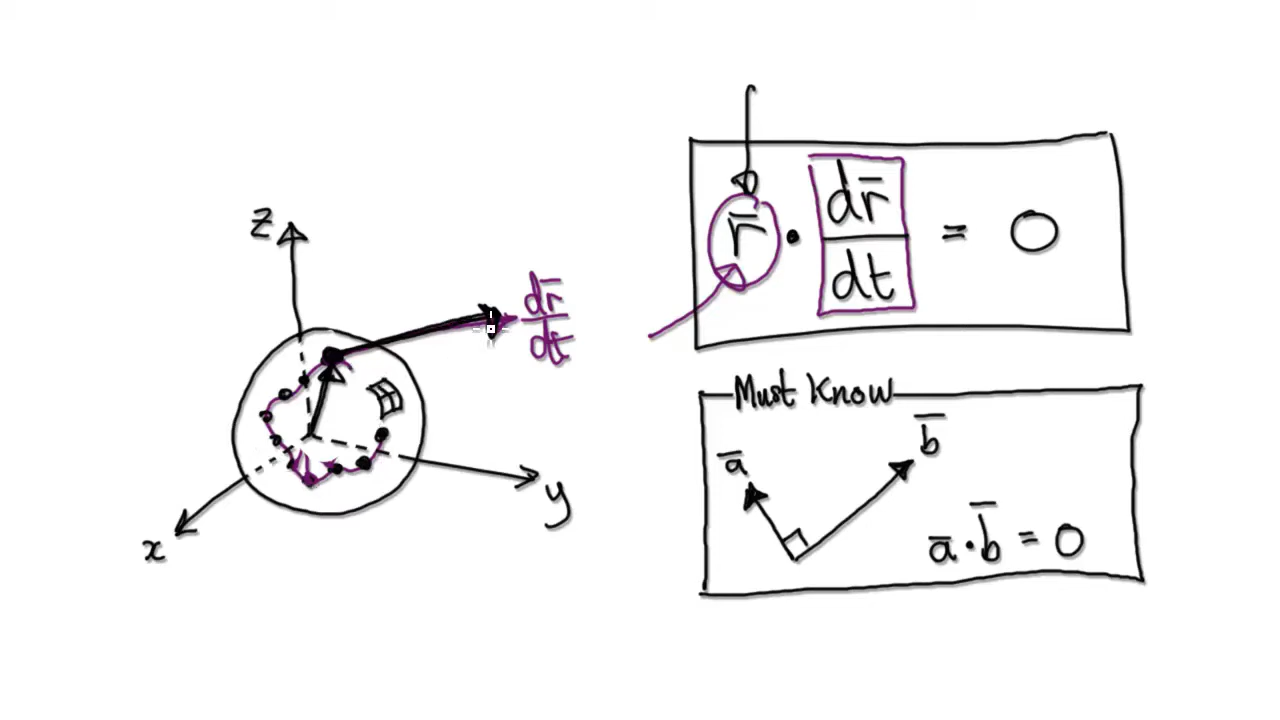 z
dr̄/dt
y
x
r̄ · dr̄/dt = 0
Must Know
ā
b̄
ā · b̄ = 0